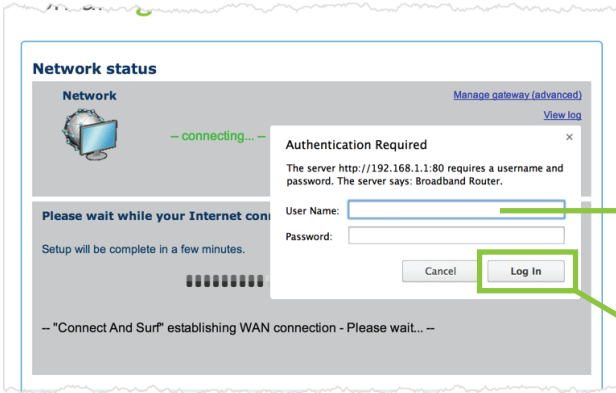 Network status
Network
Manage gateway (advanced)
View log
– connecting... –
Authentication Required
×
The server http://192.168.1.1:80 requires a username and
password. The server says: Broadband Router.
User Name:
Password:
Cancel
Log In
Please wait while your Internet con
Setup will be complete in a few minutes.
-- "Connect And Surf" establishing WAN connection - Please wait... --